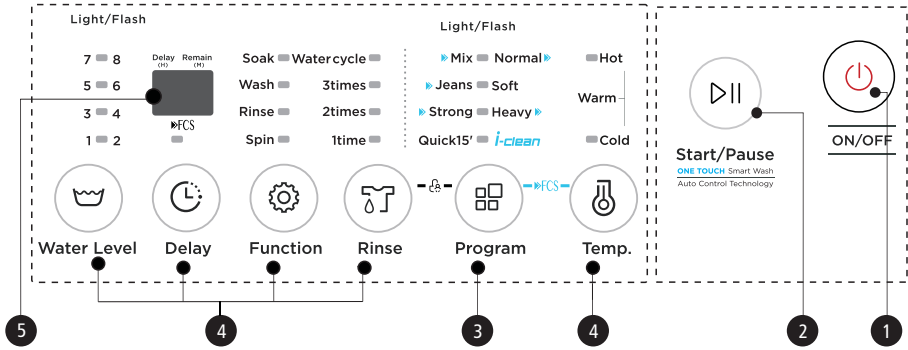 Light/Flash
Light/Flash
7 8
Delay (H) Remain (M)
Soak Water cycle
Mix Normal
Hot
5 6
Wash 3times
Jeans Soft
Warm
3 4
Rinse 2times
Strong Heavy
FCS
1 2
Spin 1time
Quick15' i-clean
Cold
Start/Pause
ONE TOUCH Smart Wash
Auto Control Technology
ON/OFF
FCS
Water Level Delay Function Rinse Program Temp.
5 4 3 4 2 1